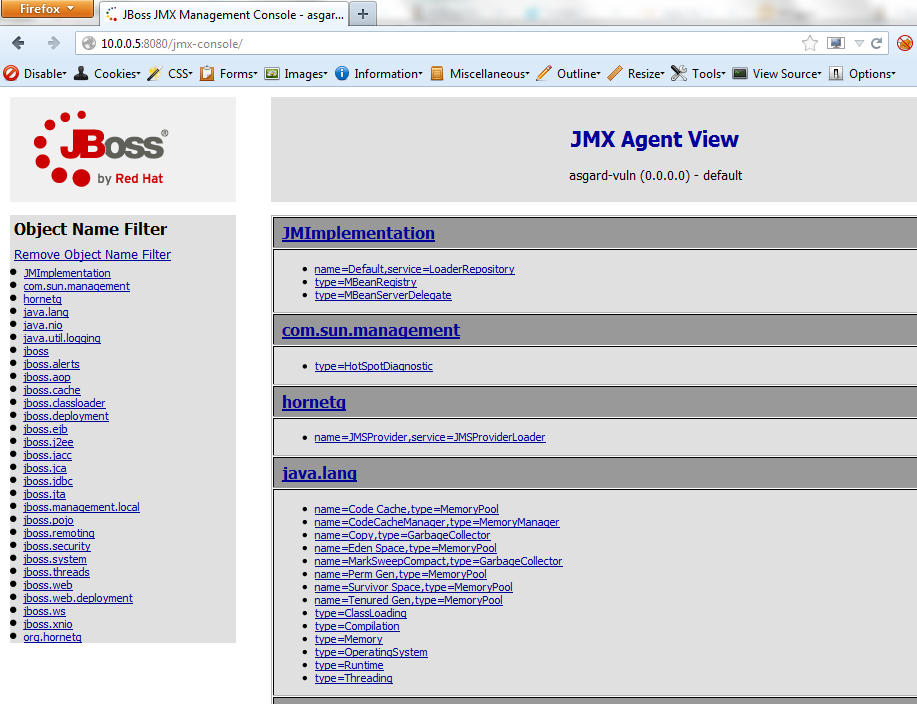 Firefox
JBoss JMX Management Console - asgar...
10.0.0.5:8080/jmx-console/
Disable Cookies CSS Forms Images Information Miscellaneous Outline Resize Tools View Source Options
JBoss®
by Red Hat
JMX Agent View
asgard-vuln (0.0.0.0) - default
Object Name Filter
Remove Object Name Filter
JMImplementation
com.sun.management
hornetq
java.lang
java.nio
java.util.logging
jboss
jboss.alerts
jboss.aop
jboss.cache
jboss.classloader
jboss.deployment
jboss.ejb
jboss.j2ee
jboss.jacc
jboss.jca
jboss.jdbc
jboss.jta
jboss.management.local
jboss.pojo
jboss.remoting
jboss.security
jboss.system
jboss.threads
jboss.web
jboss.web.deployment
jboss.ws
jboss.xnio
org.hornetq
JMImplementation
name=Default,service=LoaderRepository
type=MBeanRegistry
type=MBeanServerDelegate
com.sun.management
type=HotSpotDiagnostic
hornetq
name=JMSProvider,service=JMSProviderLoader
java.lang
name=Code Cache,type=MemoryPool
name=CodeCacheManager,type=MemoryManager
name=Copy,type=GarbageCollector
name=Eden Space,type=MemoryPool
name=MarkSweepCompact,type=GarbageCollector
name=Perm Gen,type=MemoryPool
name=Survivor Space,type=MemoryPool
name=Tenured Gen,type=MemoryPool
type=ClassLoading
type=Compilation
type=Memory
type=OperatingSystem
type=Runtime
type=Threading